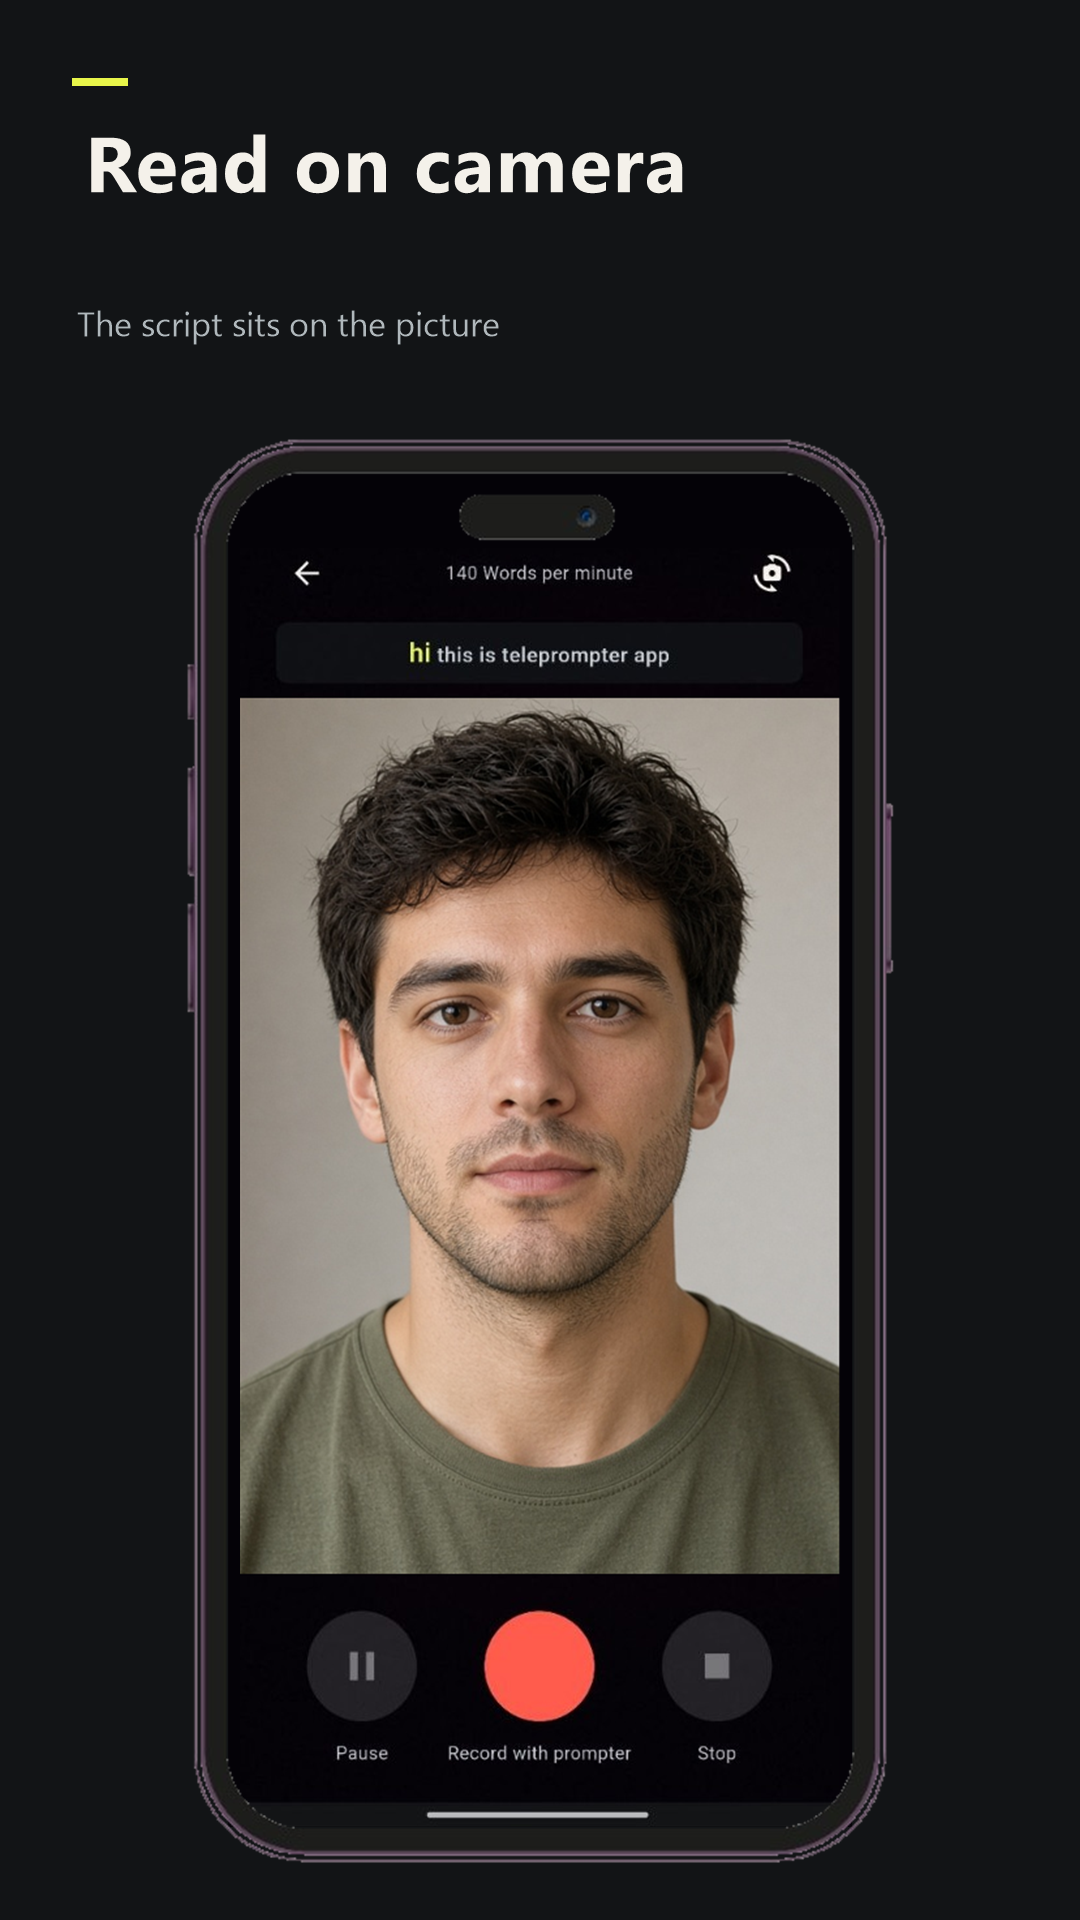 Read on camera
The script sits on the picture
140 Words per minute
hi this is teleprompter app
Pause
Record with prompter
Stop